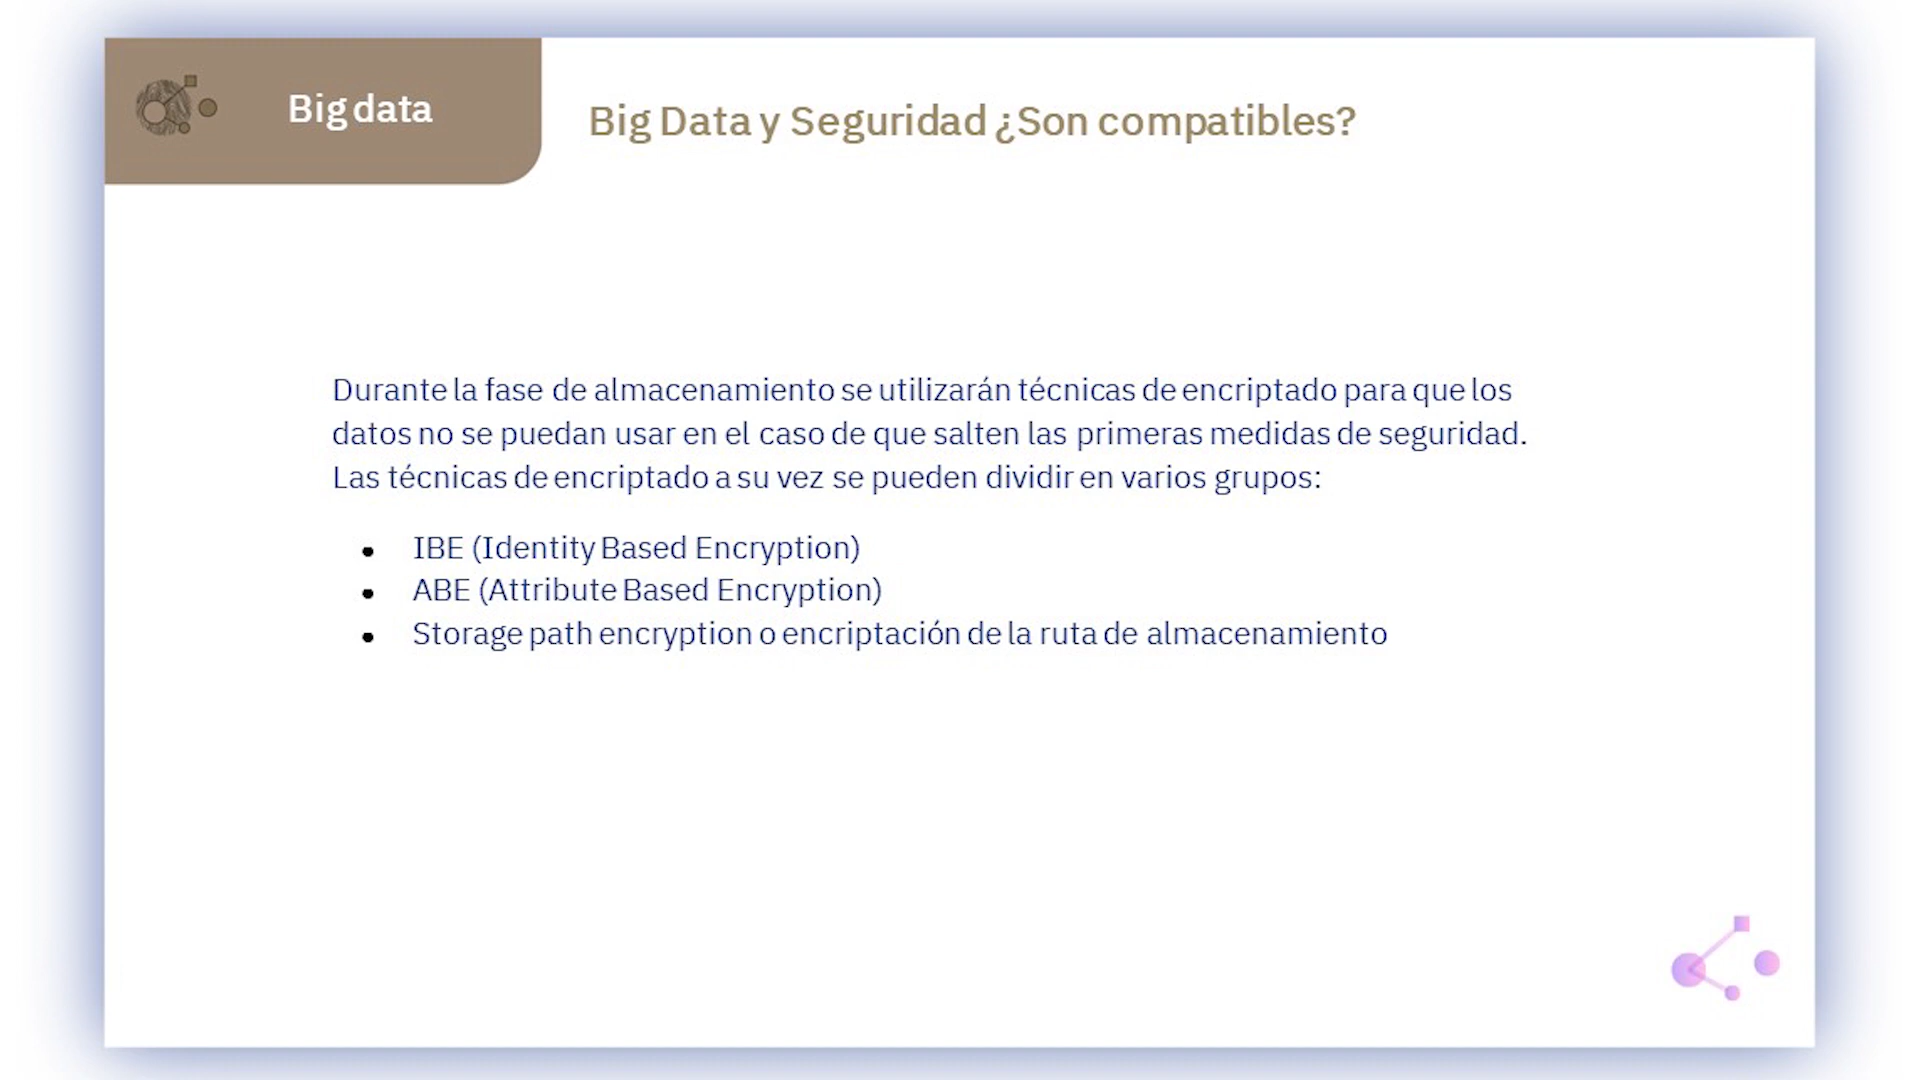 Big data
Big Data y Seguridad ¿Son compatibles?
Durante la fase de almacenamiento se utilizarán técnicas de encriptado para que los
datos no se puedan usar en el caso de que salten las primeras medidas de seguridad.
Las técnicas de encriptado a su vez se pueden dividir en varios grupos:
• IBE (Identity Based Encryption)
• ABE (Attribute Based Encryption)
• Storage path encryption o encriptación de la ruta de almacenamiento